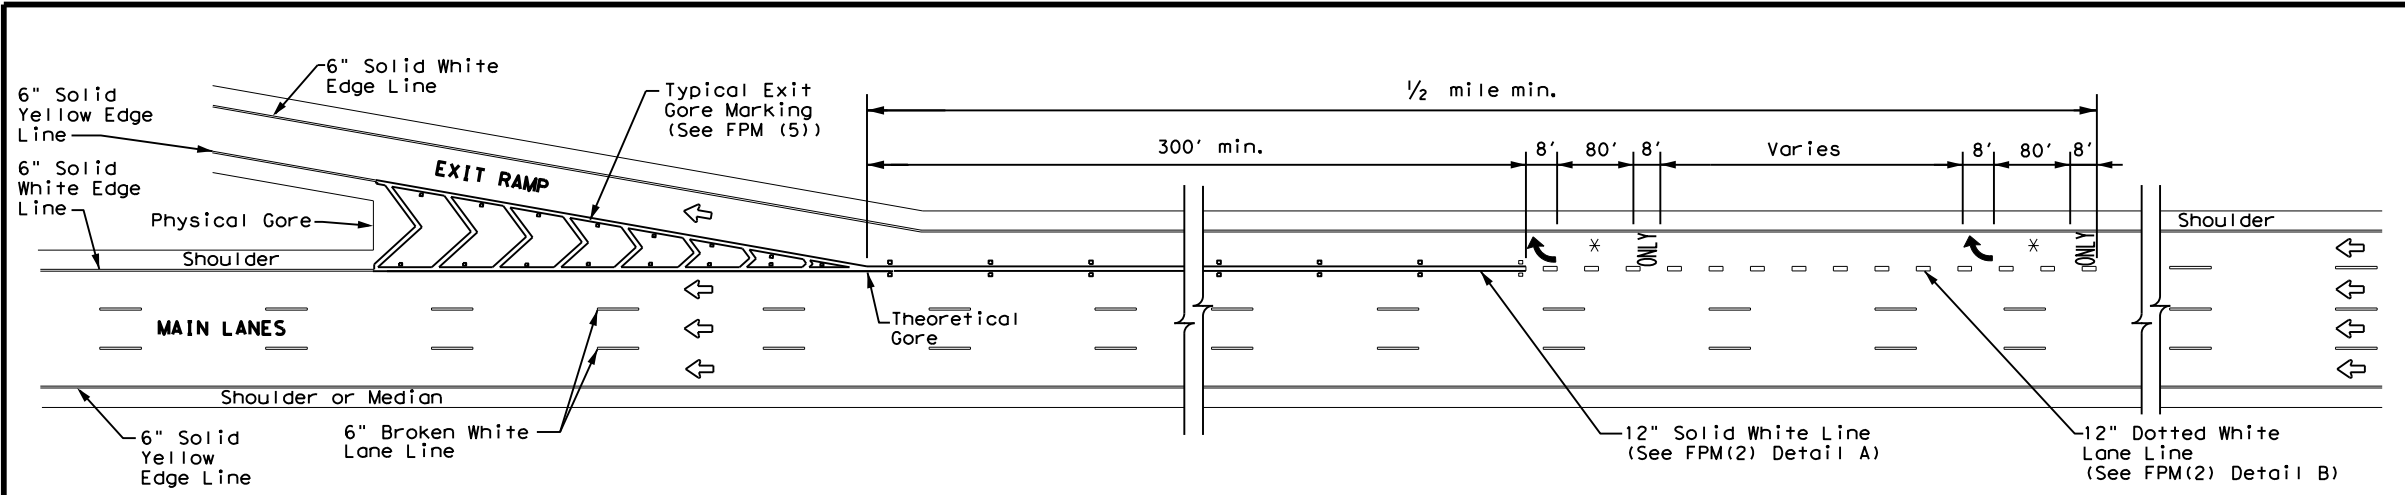 6" Solid White
Edge Line
6" Solid
Yellow Edge
Line
6" Solid
White Edge
Line
Typical Exit
Gore Marking
(See FPM (5))
½ mile min.
300' min.
8'
80'
8'
Varies
8'
80'
8'
EXIT RAMP
Physical Gore
Shoulder
Shoulder
*
ONLY
*
ONLY
MAIN LANES
Theoretical
Gore
Shoulder or Median
6" Solid
Yellow
Edge Line
6" Broken White
Lane Line
12" Solid White Line
(See FPM(2) Detail A)
12" Dotted White
Lane Line
(See FPM(2) Detail B)